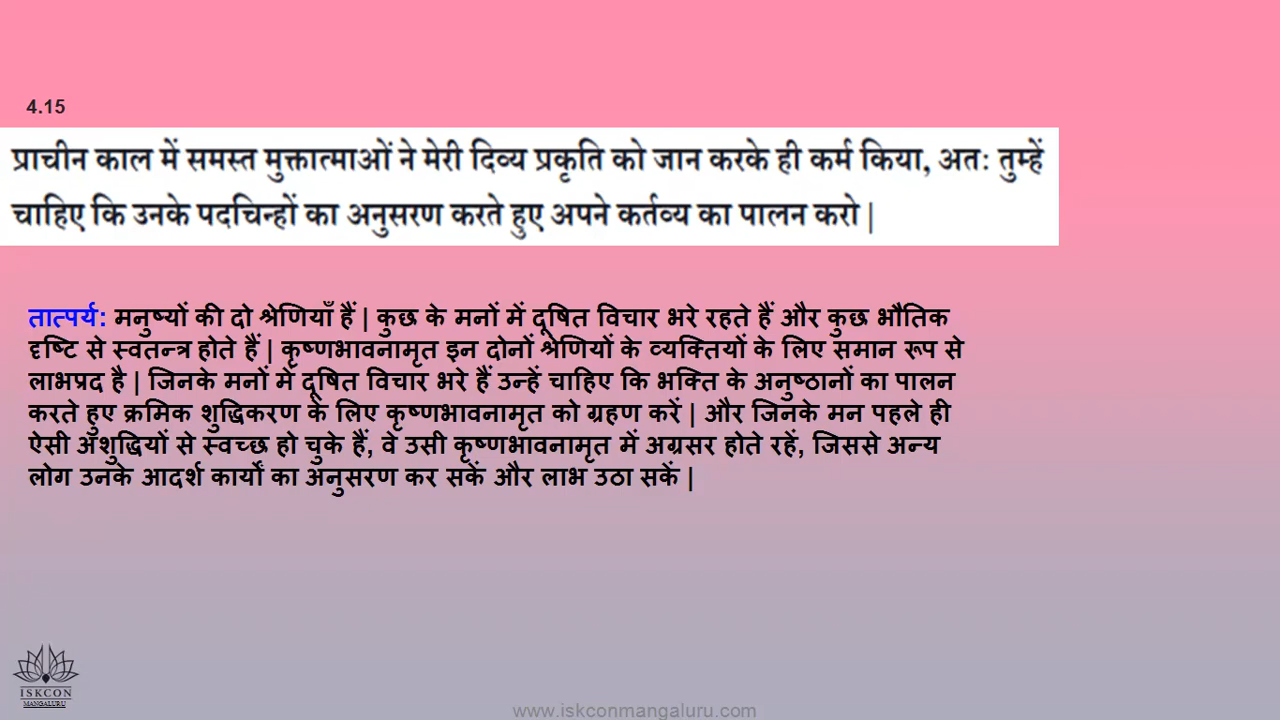 4.15
प्राचीन काल में समस्त मुक्तात्माओं ने मेरी दिव्य प्रकृति को जान करके ही कर्म किया, अतः तुम्हें
चाहिए कि उनके पदचिन्हों का अनुसरण करते हुए अपने कर्तव्य का पालन करो |
तात्पर्य: मनुष्यों की दो श्रेणियाँ हैं | कुछ के मनों में दूषित विचार भरे रहते हैं और कुछ भौतिक
दृष्टि से स्वतन्त्र होते हैं | कृष्णभावनामृत इन दोनों श्रेणियों के व्यक्तियों के लिए समान रूप से
लाभप्रद है | जिनके मनों में दूषित विचार भरे हैं उन्हें चाहिए कि भक्ति के अनुष्ठानों का पालन
करते हुए क्रमिक शुद्धिकरण के लिए कृष्णभावनामृत को ग्रहण करें | और जिनके मन पहले ही
ऐसी अशुद्धियों से स्वच्छ हो चुके हैं, वे उसी कृष्णभावनामृत में अग्रसर होते रहें, जिससे अन्य
लोग उनके आदर्श कार्यों का अनुसरण कर सकें और लाभ उठा सकें |
ISKCON
MANGALURU
www.iskconmangaluru.com